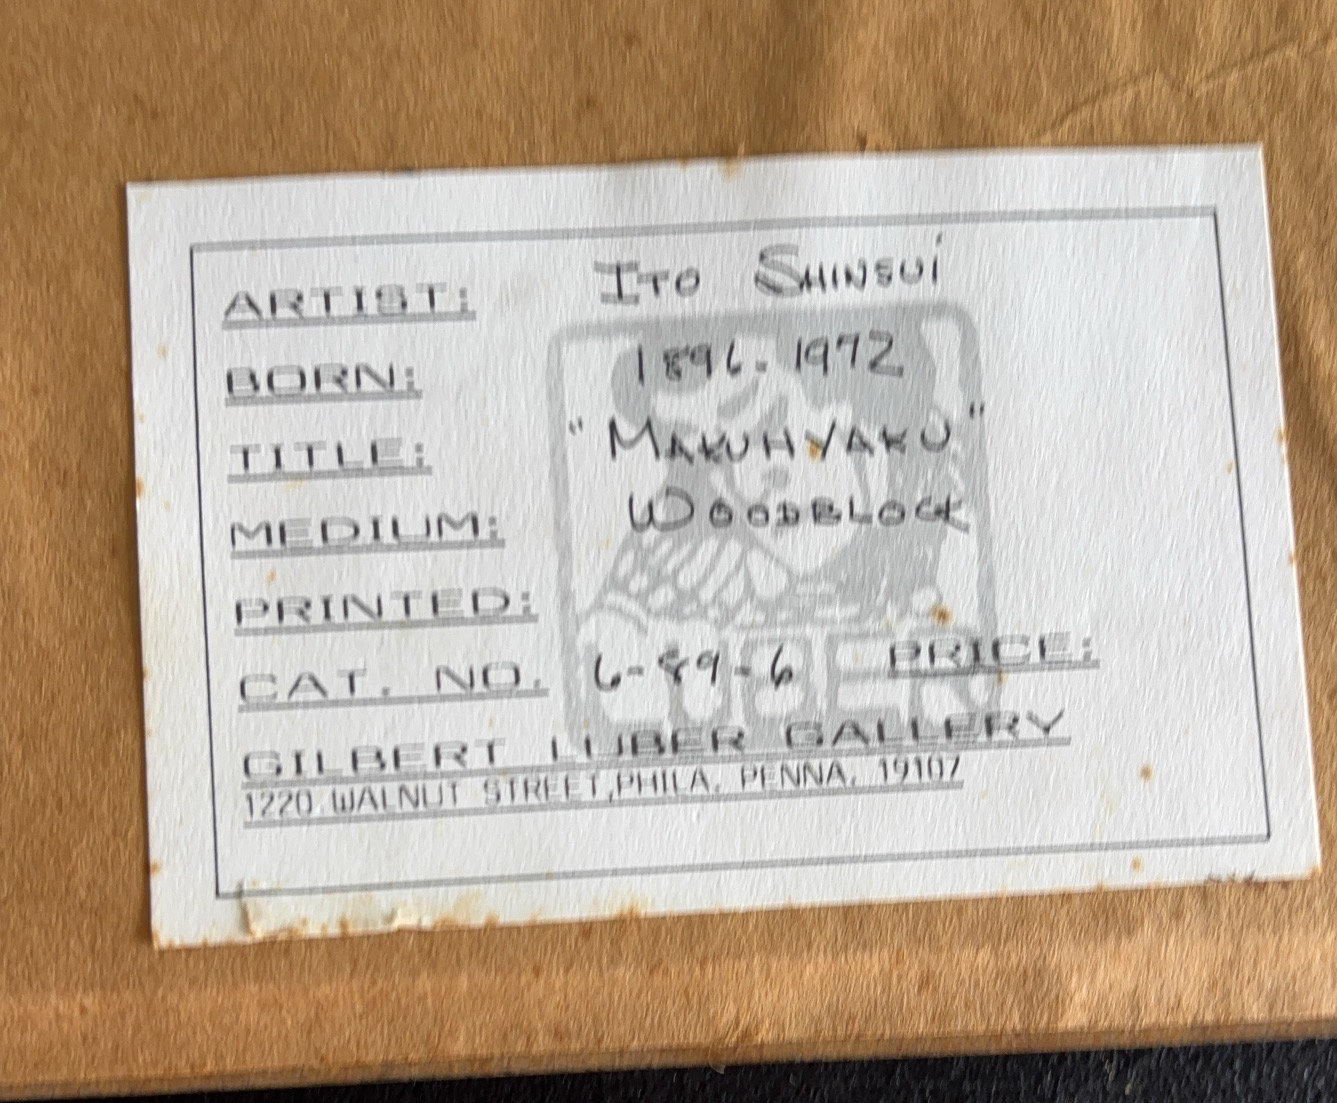 ARTIST: ITO SHINSUI
BORN: 1896-1972
TITLE: "MAKUHYAKU"
MEDIUM: WOODBLOCK
PRINTED:
CAT. NO. 6-89-6 PRICE:
GILBERT LUBER GALLERY
1220 WALNUT STREET, PHILA, PENNA, 19107